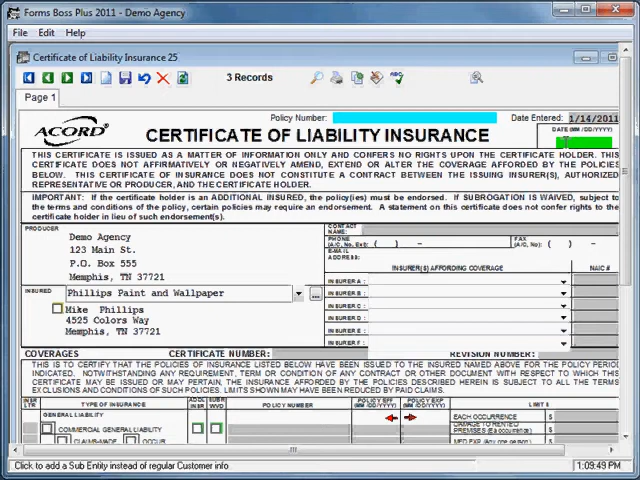 Forms Boss Plus 2011 - Demo Agency
File Edit Help
Certificate of Liability Insurance 25
3 Records
Page 1
Policy Number: Date Entered: 1/14/2011
ACORD
CERTIFICATE OF LIABILITY INSURANCE
DATE (MM/DD/YYYY)
THIS CERTIFICATE IS ISSUED AS A MATTER OF INFORMATION ONLY AND CONFERS NO RIGHTS UPON THE CERTIFICATE HOLDER. THIS
CERTIFICATE DOES NOT AFFIRMATIVELY OR NEGATIVELY AMEND, EXTEND OR ALTER THE COVERAGE AFFORDED BY THE POLICIES
BELOW. THIS CERTIFICATE OF INSURANCE DOES NOT CONSTITUTE A CONTRACT BETWEEN THE ISSUING INSURER(S), AUTHORIZED
REPRESENTATIVE OR PRODUCER, AND THE CERTIFICATE HOLDER.
IMPORTANT: If the certificate holder is an ADDITIONAL INSURED, the policy(ies) must be endorsed. If SUBROGATION IS WAIVED, subject to
the terms and conditions of the policy, certain policies may require an endorsement. A statement on this certificate does not confer rights to the
certificate holder in lieu of such endorsement(s).
PRODUCER
Demo Agency
123 Main St.
P.O. Box 555
Memphis, TN 37721
CONTACT
NAME:
PHONE
(A/C, No, Ext): ( ) -
FAX
(A/C, No): ( ) -
E-MAIL
ADDRESS:
INSURER(S) AFFORDING COVERAGE NAIC #
INSURER A :
INSURER B :
INSURER C :
INSURER D :
INSURER E :
INSURER F :
INSURED
Phillips Paint and Wallpaper
...
Mike Phillips
4525 Colors Way
Memphis, TN 37721
COVERAGES CERTIFICATE NUMBER: REVISION NUMBER:
THIS IS TO CERTIFY THAT THE POLICIES OF INSURANCE LISTED BELOW HAVE BEEN ISSUED TO THE INSURED NAMED ABOVE FOR THE POLICY PERIOD
INDICATED. NOTWITHSTANDING ANY REQUIREMENT, TERM OR CONDITION OF ANY CONTRACT OR OTHER DOCUMENT WITH RESPECT TO WHICH THIS
CERTIFICATE MAY BE ISSUED OR MAY PERTAIN, THE INSURANCE AFFORDED BY THE POLICIES DESCRIBED HEREIN IS SUBJECT TO ALL THE TERMS,
EXCLUSIONS AND CONDITIONS OF SUCH POLICIES. LIMITS SHOWN MAY HAVE BEEN REDUCED BY PAID CLAIMS.
INSR
LTR
TYPE OF INSURANCE
ADDL
INSR
SUBR
WVD
POLICY NUMBER
POLICY EFF
(MM/DD/YYYY)
POLICY EXP
(MM/DD/YYYY)
LIMITS
GENERAL LIABILITY
COMMERCIAL GENERAL LIABILITY
CLAIMS-MADE OCCUR
EACH OCCURRENCE $
DAMAGE TO RENTED
PREMISES (Ea occurrence) $
MED EXP (Any one person) $
Click to add a Sub Entity instead of regular Customer info
1:09:49 PM